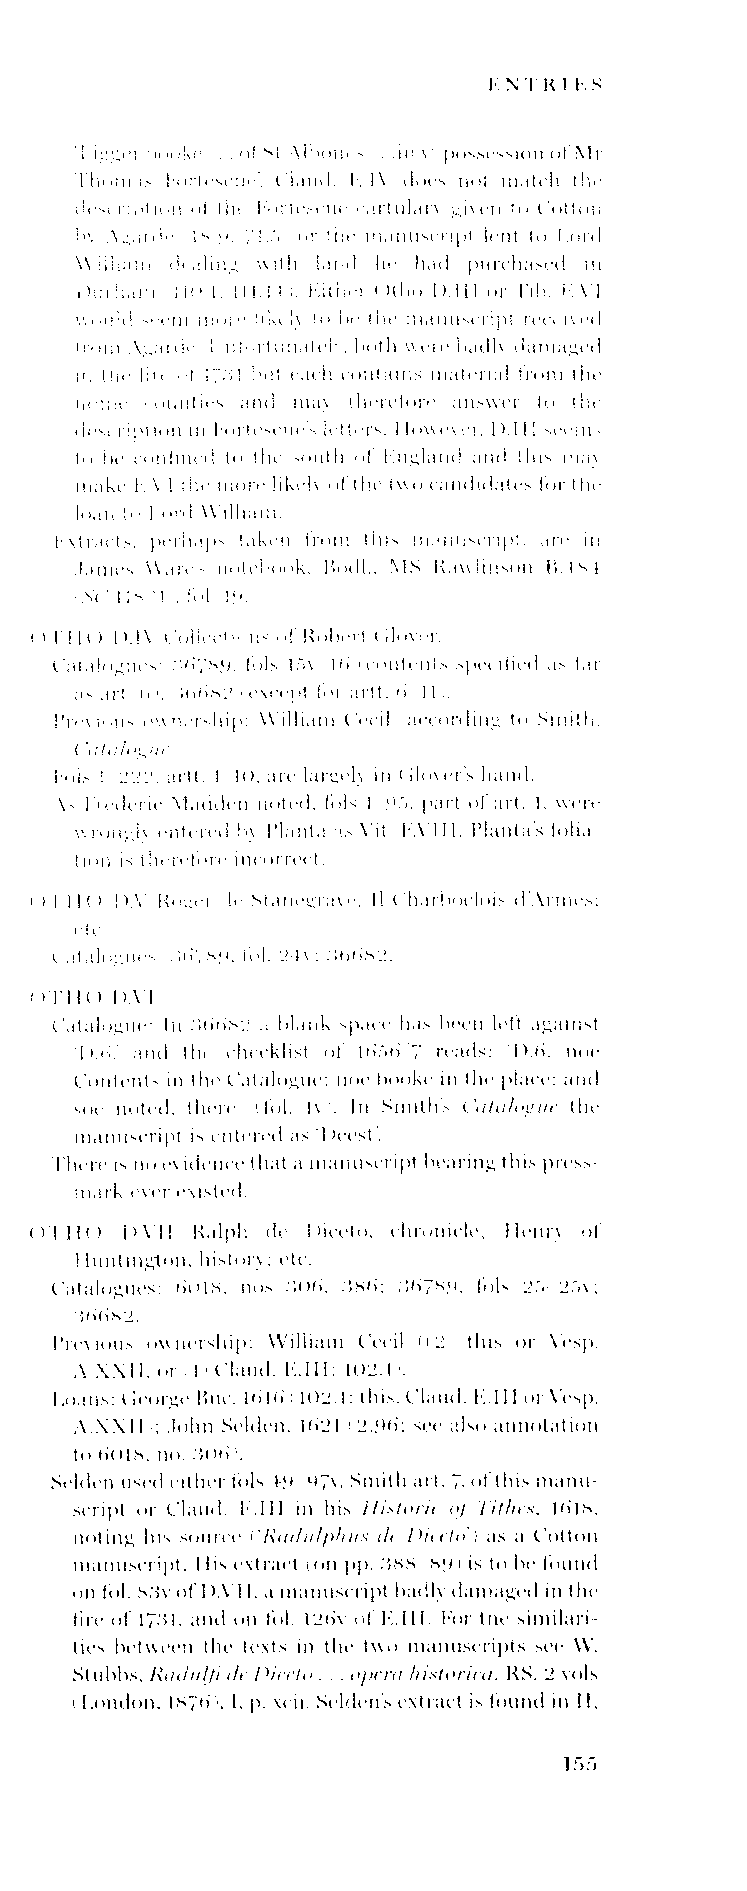 ENTRIES
'Ligger booke . . . of St Albones . . . in yᵉ possession of Mr
Thomas Fortescue'. Claud. E.IV does not match the
description of the Fortescue cartulary given to Cotton
by Agarde or the manuscript lent to Lord
William dealing with land he had purchased in
Durham Either Otho D.III or Tib. E.VI
would seem more likely to be the manuscript received
from Agarde. Unfortunately, both were badly damaged
in the fire of 1731 but each contains material from the
home counties and may therefore answer to the
description in Fortescue's letters. However, D.III seems
to be confined to the south of England and this may
make E.VI the more likely of the two candidates for the
loan to Lord William.
Extracts, perhaps taken from this manuscript, are in
James Ware's notebook, Bodl., MS Rawlinson B.484
fol. 49.
OTHO D.IV Collections of Robert Glover.
Catalogues: 36789, fols 15v–16 (contents specified as far
as art. 10); 36682 (except for artt. 6–11).
Previous ownership: William Cecil (according to Smith,
Catalogue
Fols 1–222, artt. 1–10, are largely in Glover's hand.
As Frederic Madden noted, fols 1–95, part of art. 1, were
wrongly entered by Planta as Vit. F.VIII. Planta's folia-
tion is therefore incorrect.
OTHO D.V Roger de Stanegrave, Il Charboclois d'Armes;
etc.
Catalogues: 36789, fol. 24v; 36682.
OTHO D.VI
Catalogue: In 36682 a blank space has been left against
'D.6.' and the checklist of 1656/7 reads: 'D.6. noe
Contents in the Catalogue: noe booke in the place: and
soe noted, there' (fol. 4v). In Smith's Catalogue the
manuscript is entered as 'Deest'.
There is no evidence that a manuscript bearing this press-
mark ever existed.
OTHO D.VII Ralph de Diceto, chronicle, Henry of
Huntington, history; etc.
Catalogues: 6018, nos 306, 386; 36789, fols 25–25v;
36682.
Previous ownership: William Cecil this or Vesp.
A.XXII, or Claud. E.III: 102.4).
Loans: George Buc, 1616 (102.4: this, Claud. E.III or Vesp.
A.XXII); John Selden, 1621 (2.96; see also annotation
to 6018, no. 306).
Selden used either fols 49–97v, Smith art. 7, of this manu-
script or Claud. E.III in his Historie of Tithes, 1618,
noting his source ('Radulphus de Diceto') as a Cotton
manuscript. His extract (on pp. 388–89) is to be found
on fol. 83v of D.VII, a manuscript badly damaged in the
fire of 1731, and on fol. 126v of E.III. For the similari-
ties between the texts in the two manuscripts see W.
Stubbs, Radulfi de Diceto . . . opera historica, RS, 2 vols
(London, 1876), I, p. xcii. Selden's extract is found in II,
155